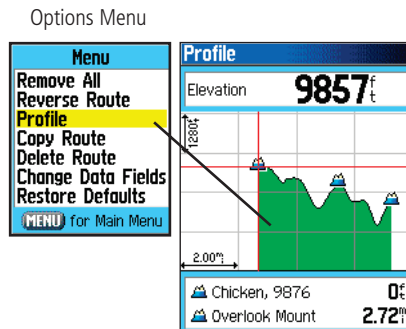 Options Menu
Menu
Remove All
Reverse Route
Profile
Copy Route
Delete Route
Change Data Fields
Restore Defaults
MENU for Main Menu
Profile
Elevation 9857ft
1280ft
2.00mi
Chicken, 9876 0ft
Overlook Mount 2.72mi